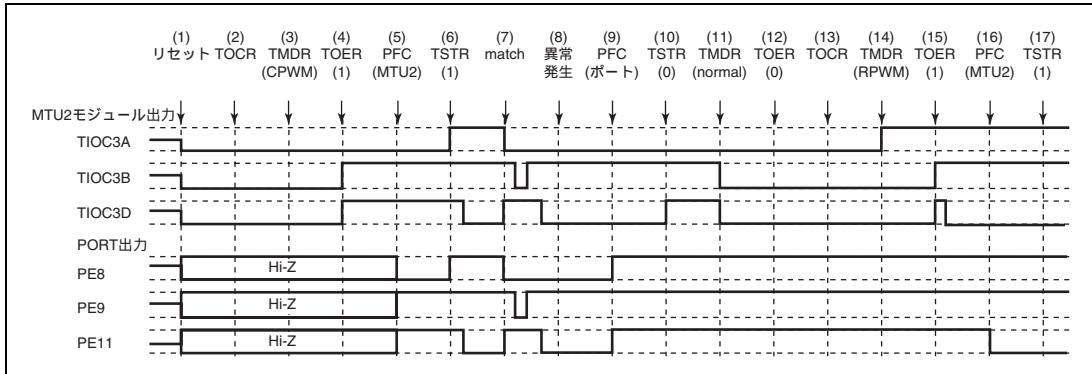 (1) (2) (3) (4) (5) (6) (7) (8) (9) (10) (11) (12) (13) (14) (15) (16) (17)
リセット TOCR TMDR TOER PFC TSTR match 異常 PFC TSTR TMDR TOER TOCR TMDR TOER PFC TSTR
(CPWM) (1) (MTU2) (1) 発生 (ポート) (0) (normal) (0) (RPWM) (1) (MTU2) (1)
MTU2モジュール出力
TIOC3A
TIOC3B
TIOC3D
PORT出力
PE8 Hi-Z
PE9 Hi-Z
PE11 Hi-Z